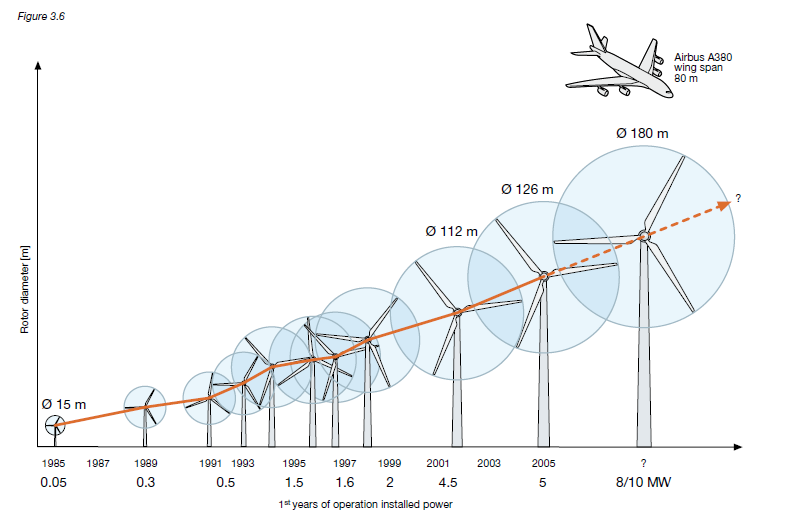 Figure 3.6
Airbus A380
wing span
80 m
Ø 180 m
Ø 126 m
Ø 112 m
?
Rotor diameter [m]
Ø 15 m
1985 1987 1989 1991 1993 1995 1997 1999 2001 2003 2005 ?
0.05 0.3 0.5 1.5 1.6 2 4.5 5 8/10 MW
1st years of operation installed power